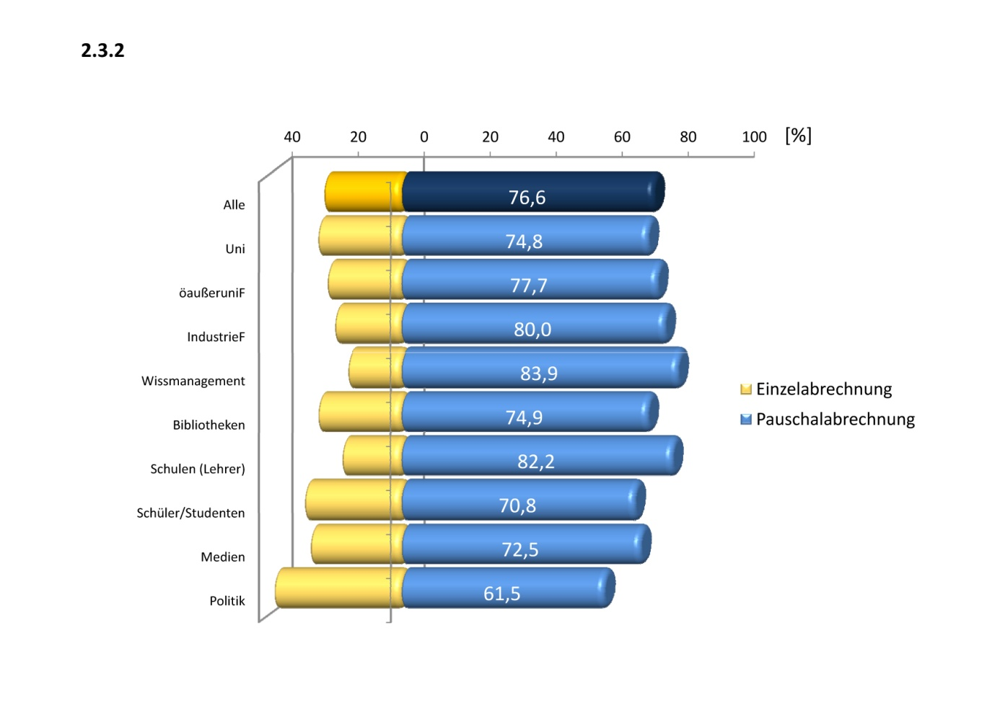 2.3.2
40 20 0 20 40 60 80 100 [%]
Alle 76,6
Uni 74,8
öaußeruniF 77,7
IndustrieF 80,0
Wissmanagement 83,9
Bibliotheken 74,9
Schulen (Lehrer) 82,2
Schüler/Studenten 70,8
Medien 72,5
Politik 61,5
Einzelabrechnung
Pauschalabrechnung